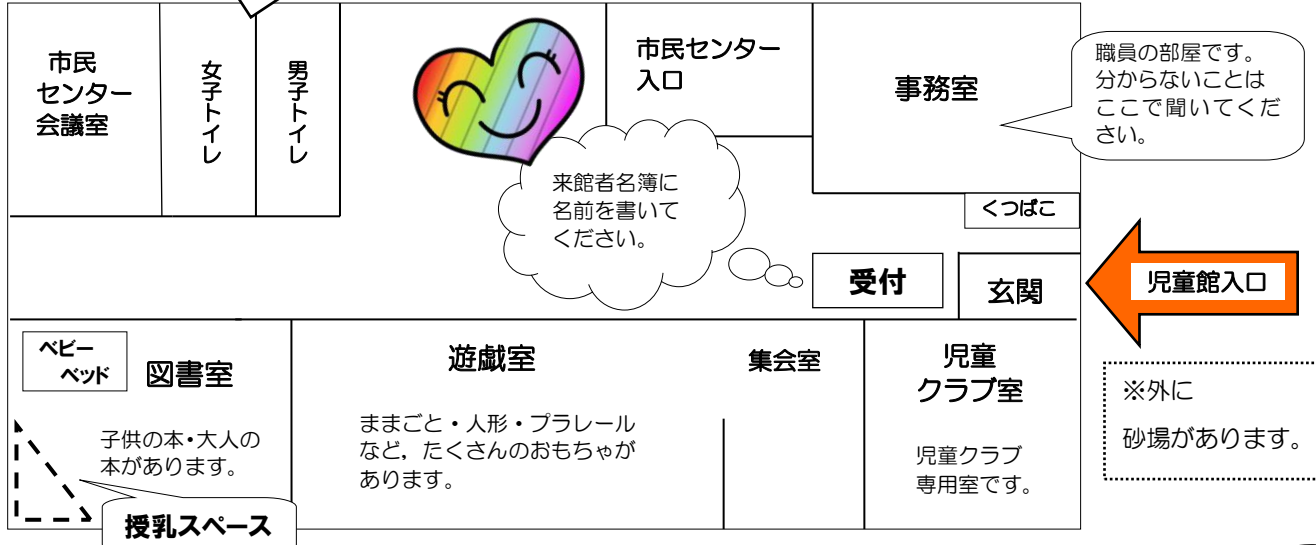 市民
センター
会議室
女子トイレ
男子トイレ
市民センター
入口
事務室
職員の部屋です。
分からないことは
ここで聞いてくだ
さい。
来館者名簿に
名前を書いて
ください。
くつばこ
受付
玄関
児童館入口
ベビー
ベッド
図書室
子供の本・大人の
本があります。
授乳スペース
遊戯室
ままごと・人形・プラレール
など，たくさんのおもちゃが
あります。
集会室
児童
クラブ室
児童クラブ
専用室です。
※外に
砂場があります。